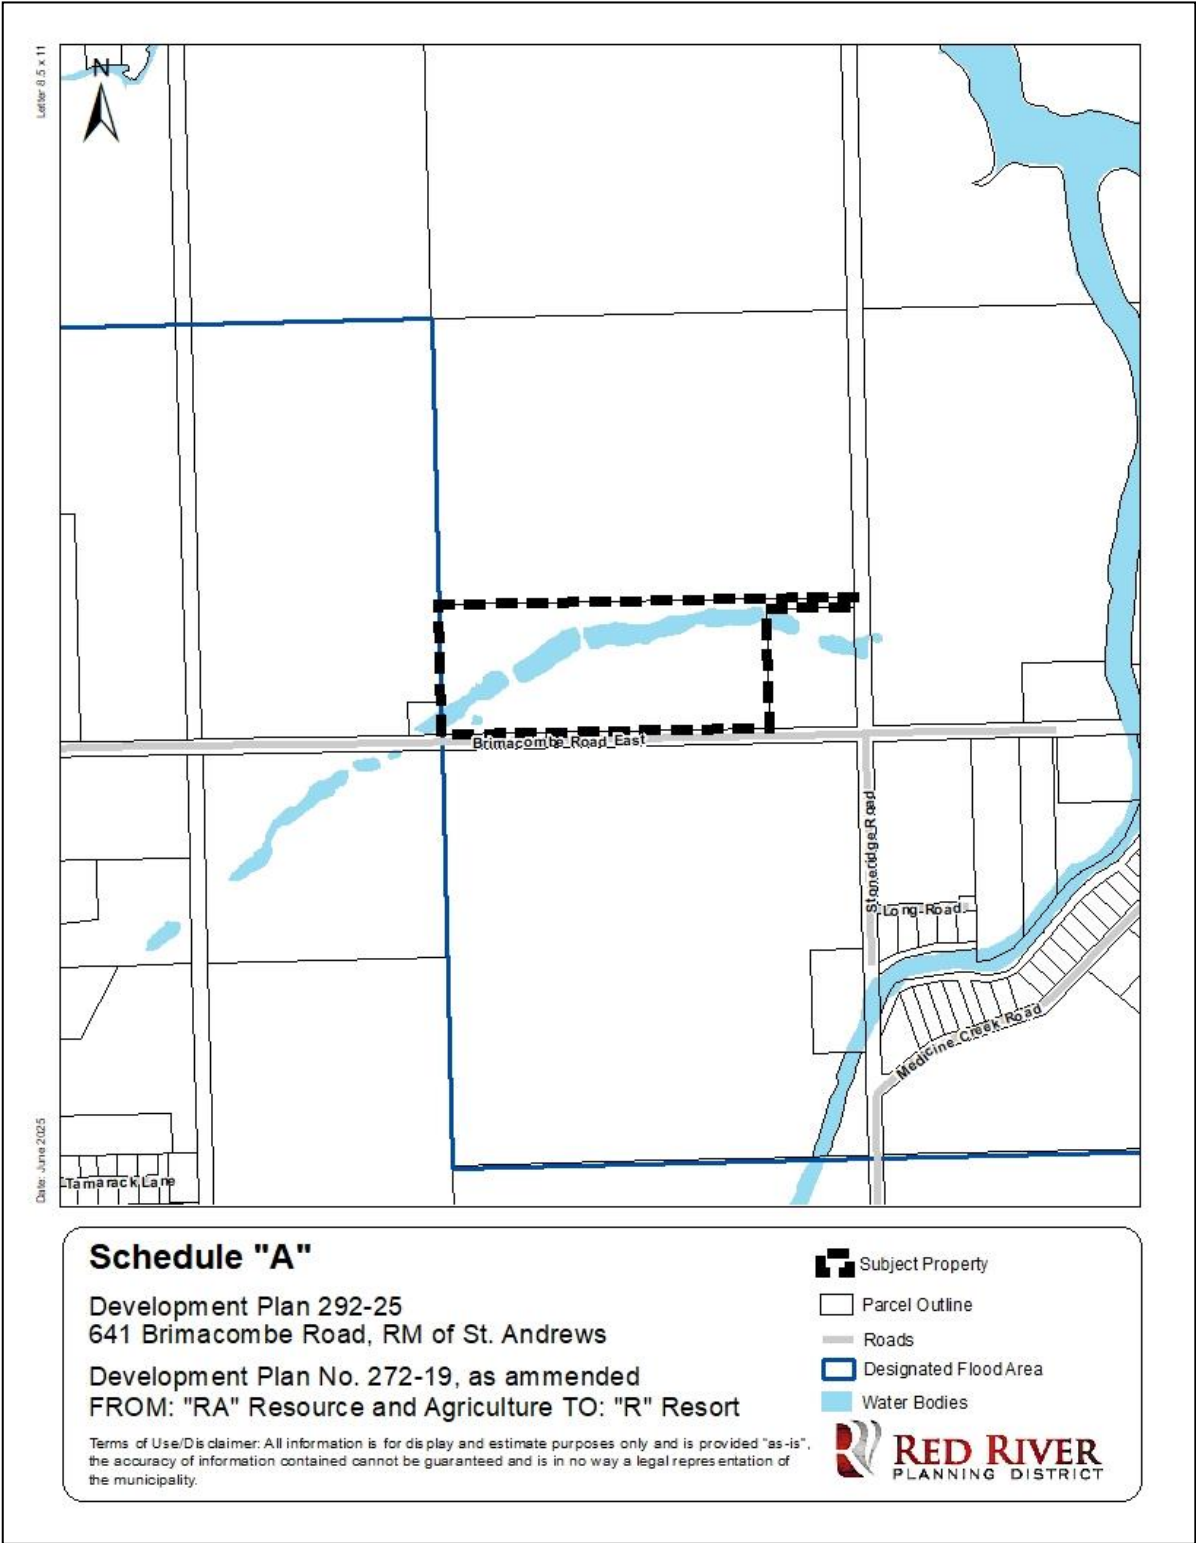 Letter 8.5 x 11
N
Brimacombe Road East
Stoneridge Road
Long Road
Medicine Creek Road
Tamarack Lane
Date: June 2025
Schedule "A"
Development Plan 292-25
641 Brimacombe Road, RM of St. Andrews
Development Plan No. 272-19, as ammended
FROM: "RA" Resource and Agriculture TO: "R" Resort
Terms of Use/Disclaimer: All information is for display and estimate purposes only and is provided "as-is",
the accuracy of information contained cannot be guaranteed and is in no way a legal representation of
the municipality.
Subject Property
Parcel Outline
Roads
Designated Flood Area
Water Bodies
RED RIVER
PLANNING DISTRICT